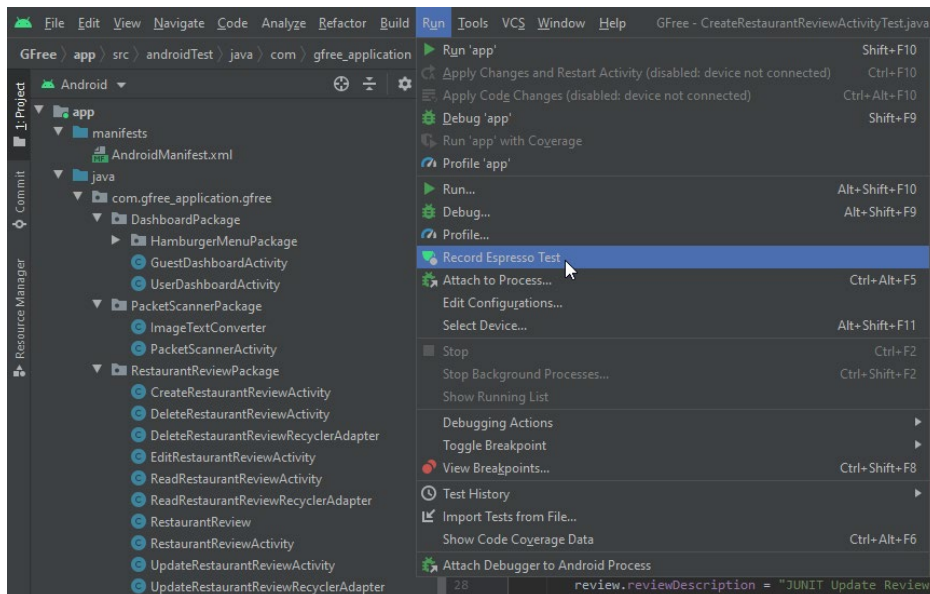 File Edit View Navigate Code Analyze Refactor Build Run Tools VCS Window Help GFree - CreateRestaurantReviewActivityTest.java
GFree app src androidTest java com gfree_application
1: Project
Commit
Resource Manager
Android
app
manifests
AndroidManifest.xml
java
com.gfree_application.gfree
DashboardPackage
HamburgerMenuPackage
GuestDashboardActivity
UserDashboardActivity
PacketScannerPackage
ImageTextConverter
PacketScannerActivity
RestaurantReviewPackage
CreateRestaurantReviewActivity
DeleteRestaurantReviewActivity
DeleteRestaurantReviewRecyclerAdapter
EditRestaurantReviewActivity
ReadRestaurantReviewActivity
ReadRestaurantReviewRecyclerAdapter
RestaurantReview
RestaurantReviewActivity
UpdateRestaurantReviewActivity
UpdateRestaurantReviewRecyclerAdapter
Run 'app' Shift+F10
Apply Changes and Restart Activity (disabled: device not connected) Ctrl+F10
Apply Code Changes (disabled: device not connected) Ctrl+Alt+F10
Debug 'app' Shift+F9
Run 'app' with Coverage
Profile 'app'
Run... Alt+Shift+F10
Debug... Alt+Shift+F9
Profile...
Record Espresso Test
Attach to Process... Ctrl+Alt+F5
Edit Configurations...
Select Device... Alt+Shift+F11
Stop Ctrl+F2
Stop Background Processes... Ctrl+Shift+F2
Show Running List
Debugging Actions
Toggle Breakpoint
View Breakpoints... Ctrl+Shift+F8
Test History
Import Tests from File...
Show Code Coverage Data Ctrl+Alt+F6
Attach Debugger to Android Process
28 review.reviewDescription = "JUNIT Update Review